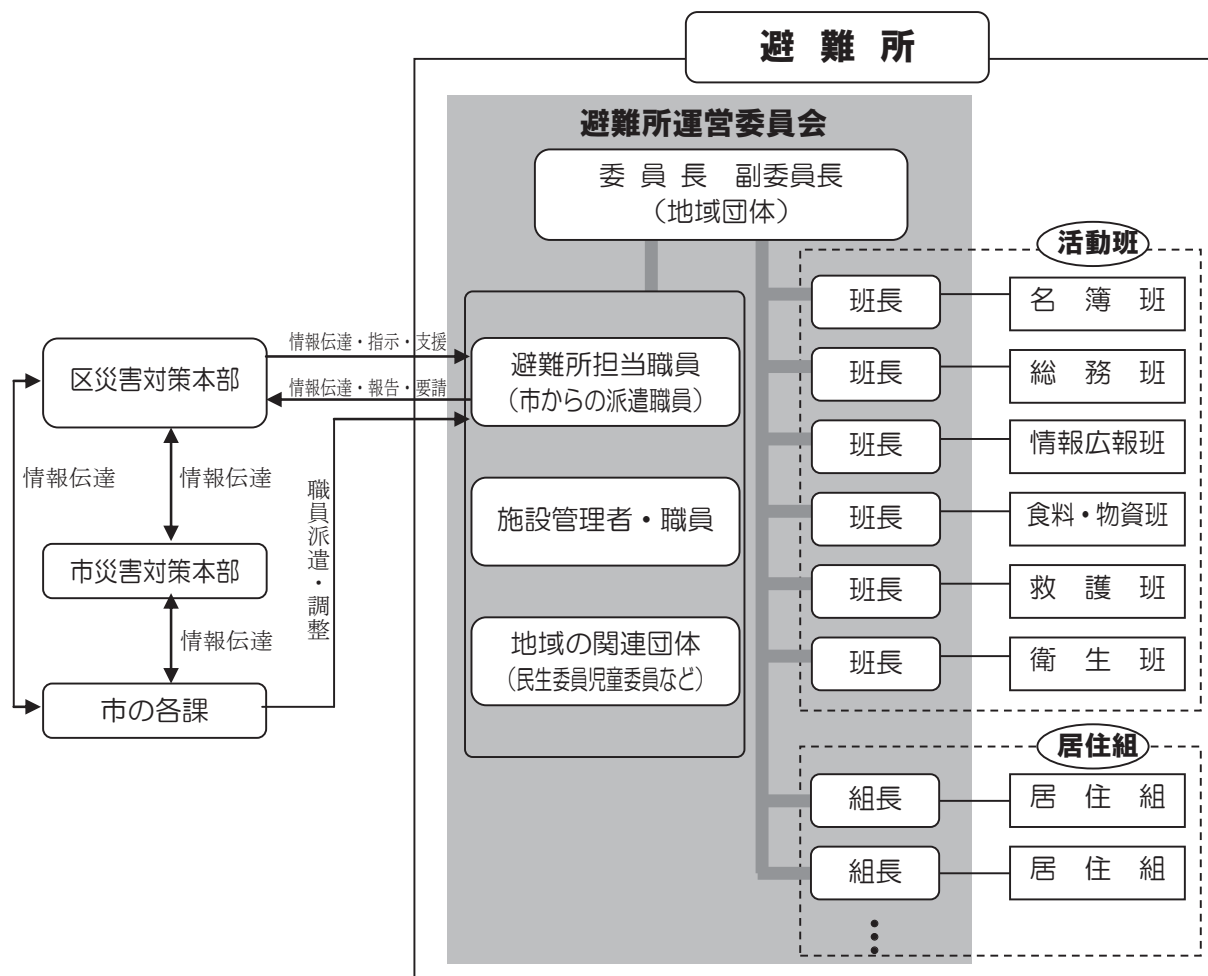 避難所
避難所運営委員会
委員長 副委員長
（地域団体）
区災害対策本部
情報伝達・指示・支援
情報伝達・報告・要請
情報伝達
情報伝達
職員派遣・調整
市災害対策本部
情報伝達
市の各課
避難所担当職員
（市からの派遣職員）
施設管理者・職員
地域の関連団体
（民生委員児童委員など）
活動班
班長 名簿班
班長 総務班
班長 情報広報班
班長 食料・物資班
班長 救護班
班長 衛生班
居住組
組長 居住組
組長 居住組